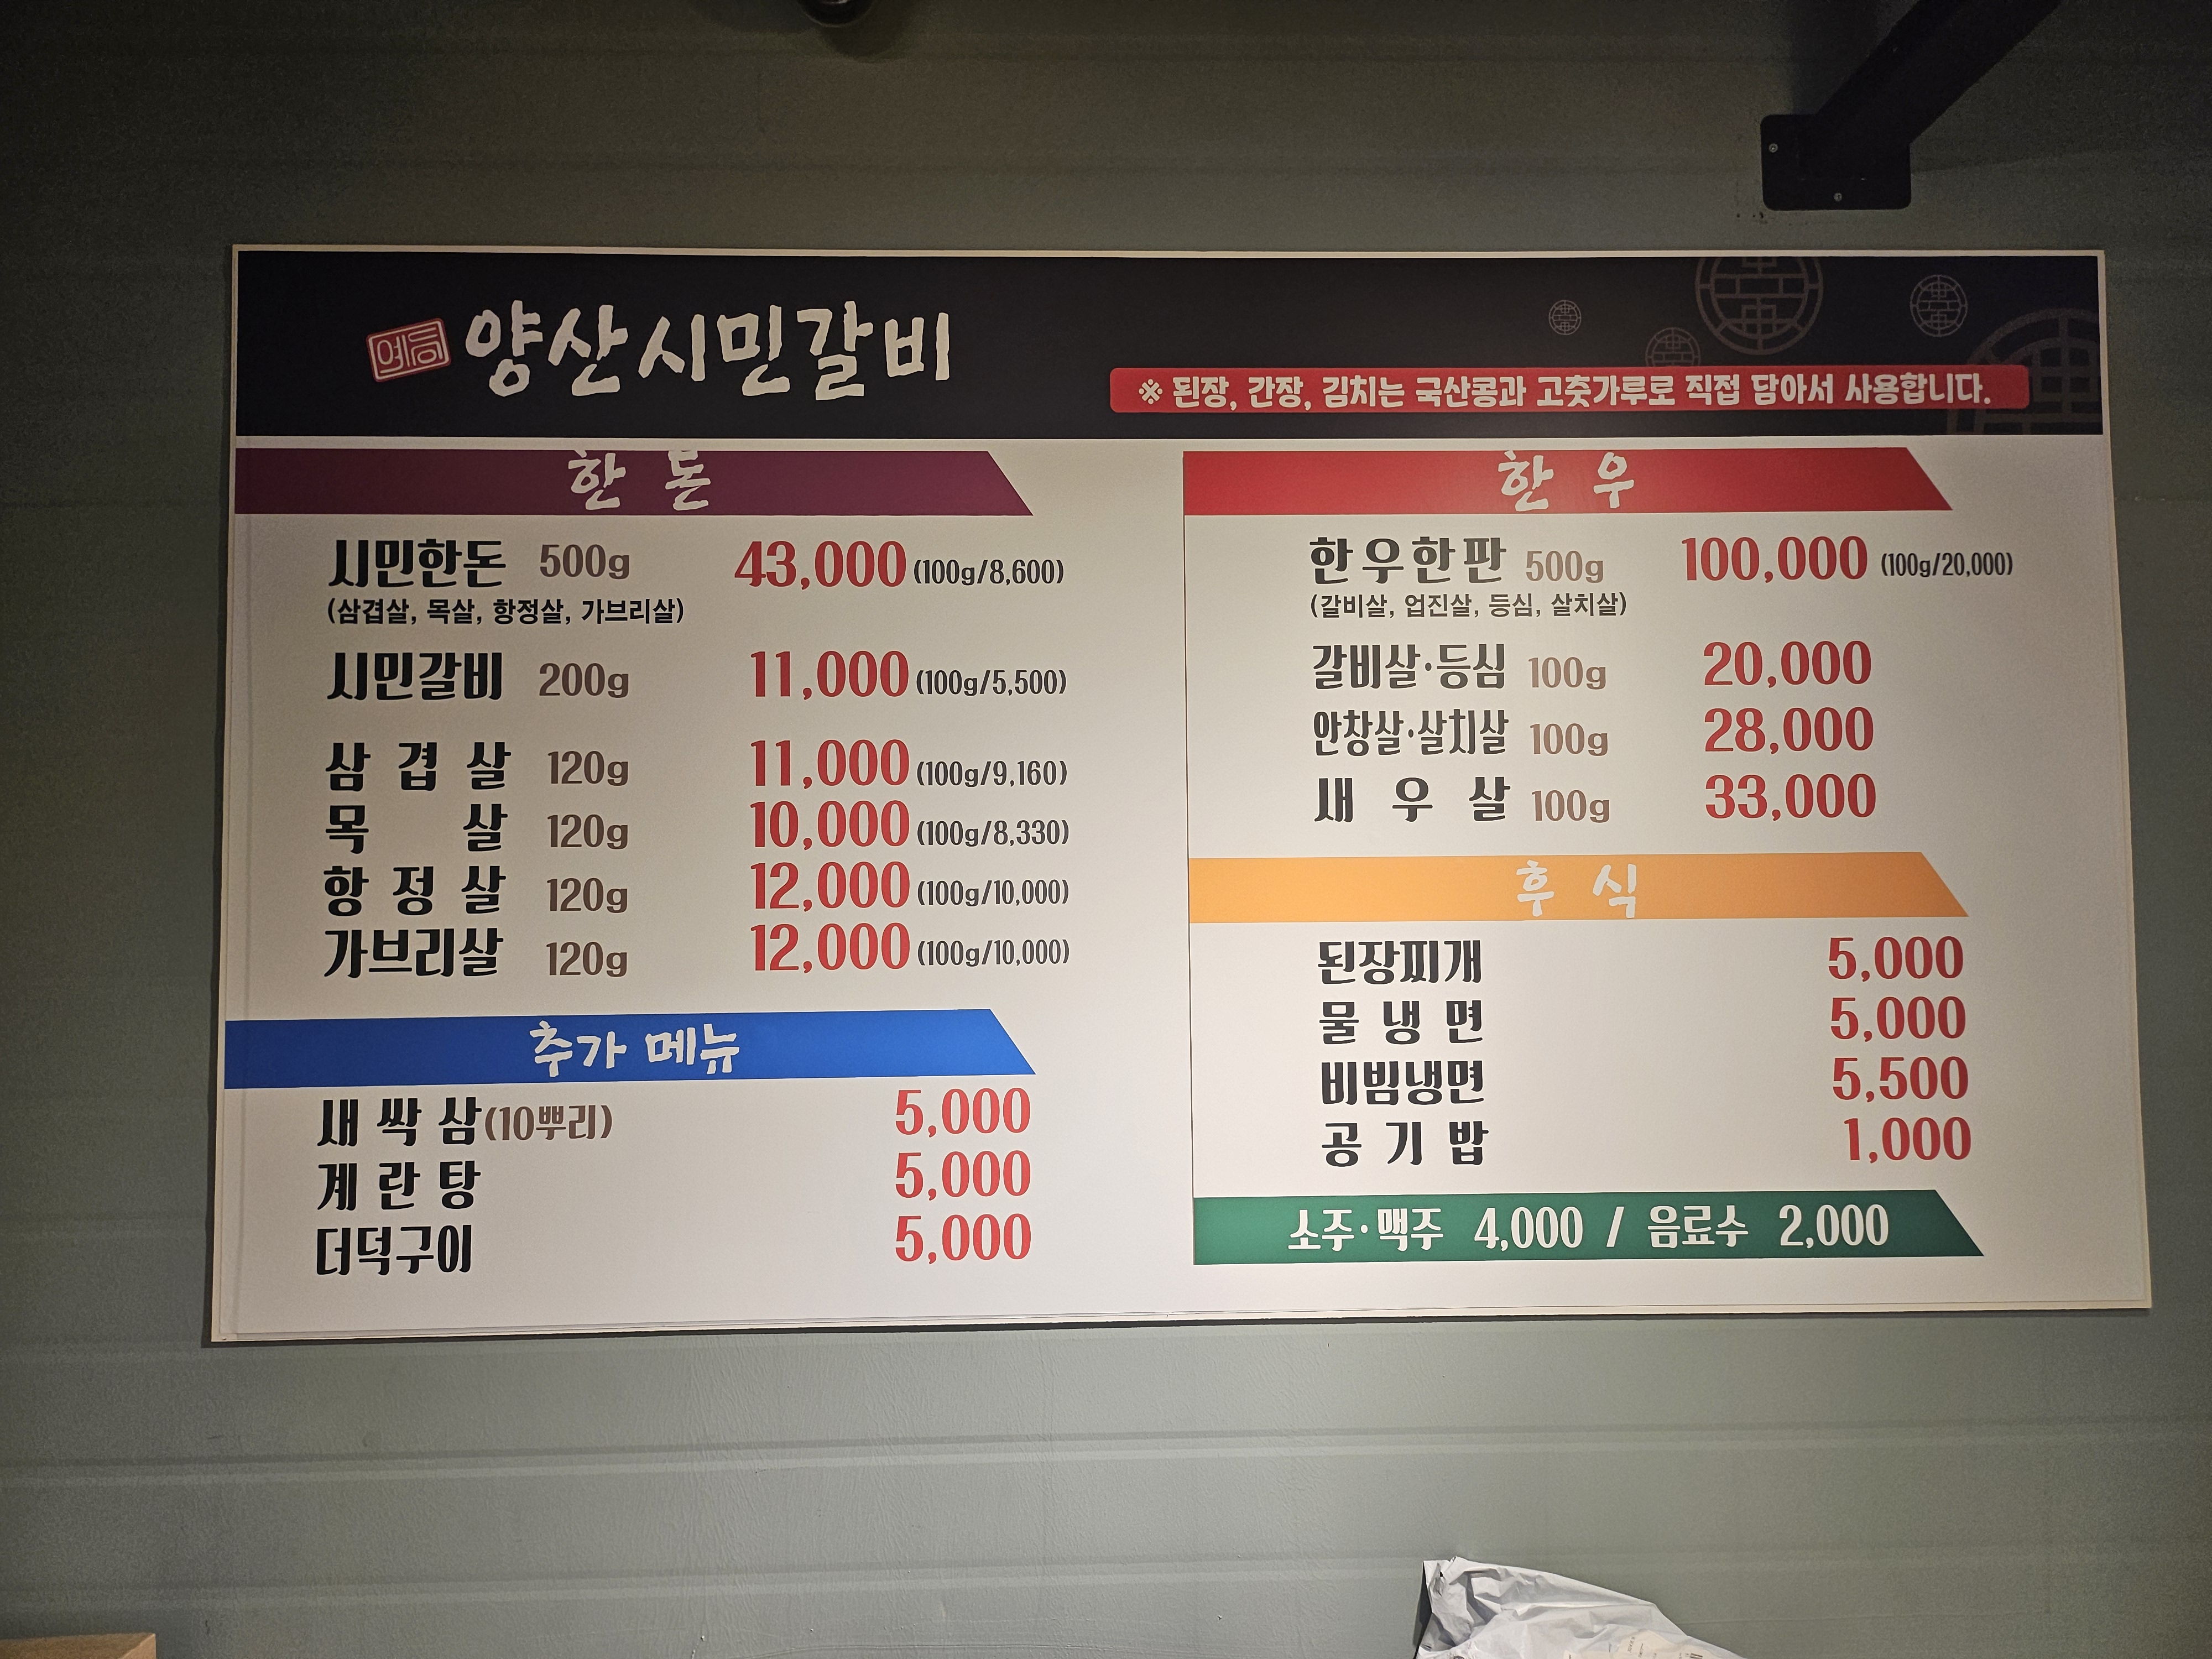 예등 양산시민갈비
※ 된장, 간장, 김치는 국산콩과 고춧가루로 직접 담아서 사용합니다.
한 돈
시민한돈 500g 43,000 (100g/8,600)
(삼겹살, 목살, 항정살, 가브리살)
시민갈비 200g 11,000 (100g/5,500)
삼 겹 살 120g 11,000 (100g/9,160)
목 살 120g 10,000 (100g/8,330)
항 정 살 120g 12,000 (100g/10,000)
가브리살 120g 12,000 (100g/10,000)
추가 메뉴
새 싹 삼(10뿌리) 5,000
계 란 탕 5,000
더덕구이 5,000
한 우
한우한판 500g 100,000 (100g/20,000)
(갈비살, 업진살, 등심, 살치살)
갈비살·등심 100g 20,000
안창살·살치살 100g 28,000
새 우 살 100g 33,000
후 식
된장찌개 5,000
물 냉 면 5,000
비빔냉면 5,500
공 기 밥 1,000
소주·맥주 4,000 / 음료수 2,000